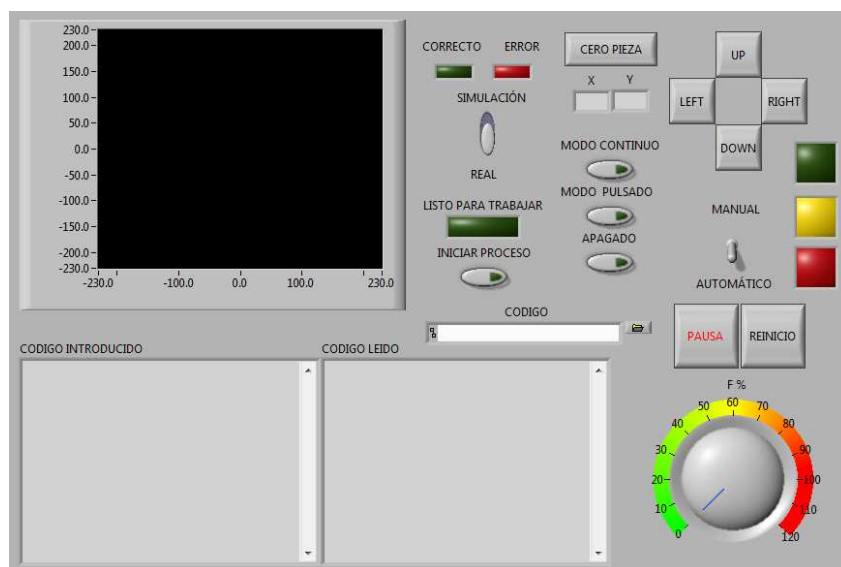 230.0
200.0
150.0
100.0
50.0
0.0
-50.0
-100.0
-150.0
-200.0
-230.0
-230.0 -100.0 0.0 100.0 230.0
CORRECTO ERROR
SIMULACIÓN
REAL
LISTO PARA TRABAJAR
INICIAR PROCESO
CERO PIEZA
X Y
MODO CONTINUO
MODO PULSADO
APAGADO
UP
LEFT RIGHT
DOWN
MANUAL
AUTOMÁTICO
CODIGO
PAUSA REINICIO
CODIGO INTRODUCIDO CODIGO LEIDO
F %
0
10
20
30
40
50
60
70
80
90
100
110
120